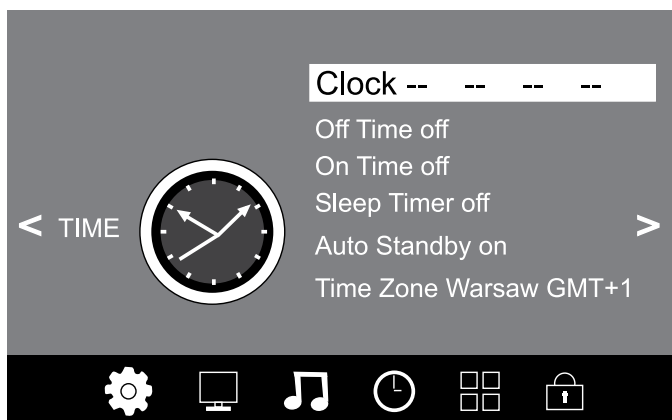 Clock -- -- -- --
Off Time off
On Time off
Sleep Timer off
< TIME >
Auto Standby on
Time Zone Warsaw GMT+1